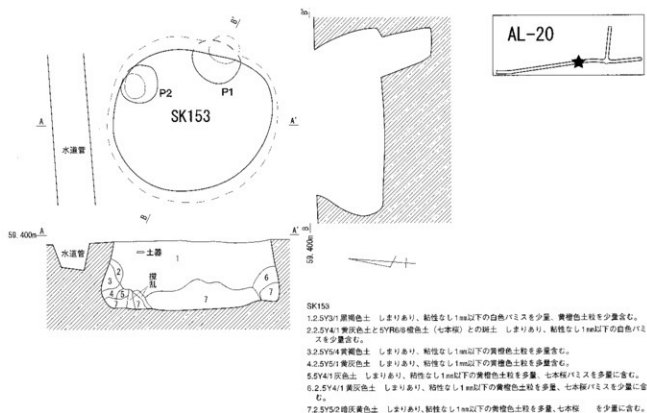 AL-20
B
P2
P1
SK153
A
A'
水道管
B
59.400m
A
A'
水道管
土器
攪乱
1
2
3
4
5
7
7
7
6
7
B
59.400m
SK153
1.2.5Y3/1黒褐色土 しまりあり、粘性なし1㎜以下の白色パミスを少量、黄橙色土粒を少量含む。
2.2.5Y4/1黄灰色土と5YR6/8橙色土(七本桜)との斑土 しまりあり、粘性なし1㎜以下の白色パミ
スを少量含む。
3.2.5Y5/4黄褐色土 しまりあり、粘性なし1㎜以下の黄橙色土粒を多量含む。
4.2.5Y5/1黄灰色土 しまりあり、粘性なし1㎜以下の黄橙色土粒を多量含む。
5.5Y4/1灰色土 しまりあり、粘性なし1㎜以下の黄橙色土粒を多量、七本桜パミスを多量に含む。
6.2.5Y4/1黄灰色土 しまりあり、粘性なし1㎜以下の黄橙色土粒を多量、七本桜パミスを少量に含
む。
7.2.5Y5/2暗灰黄色土 しまりあり、粘性なし1㎜以下の黄橙色土粒を多量、七本桜 を少量に含む。